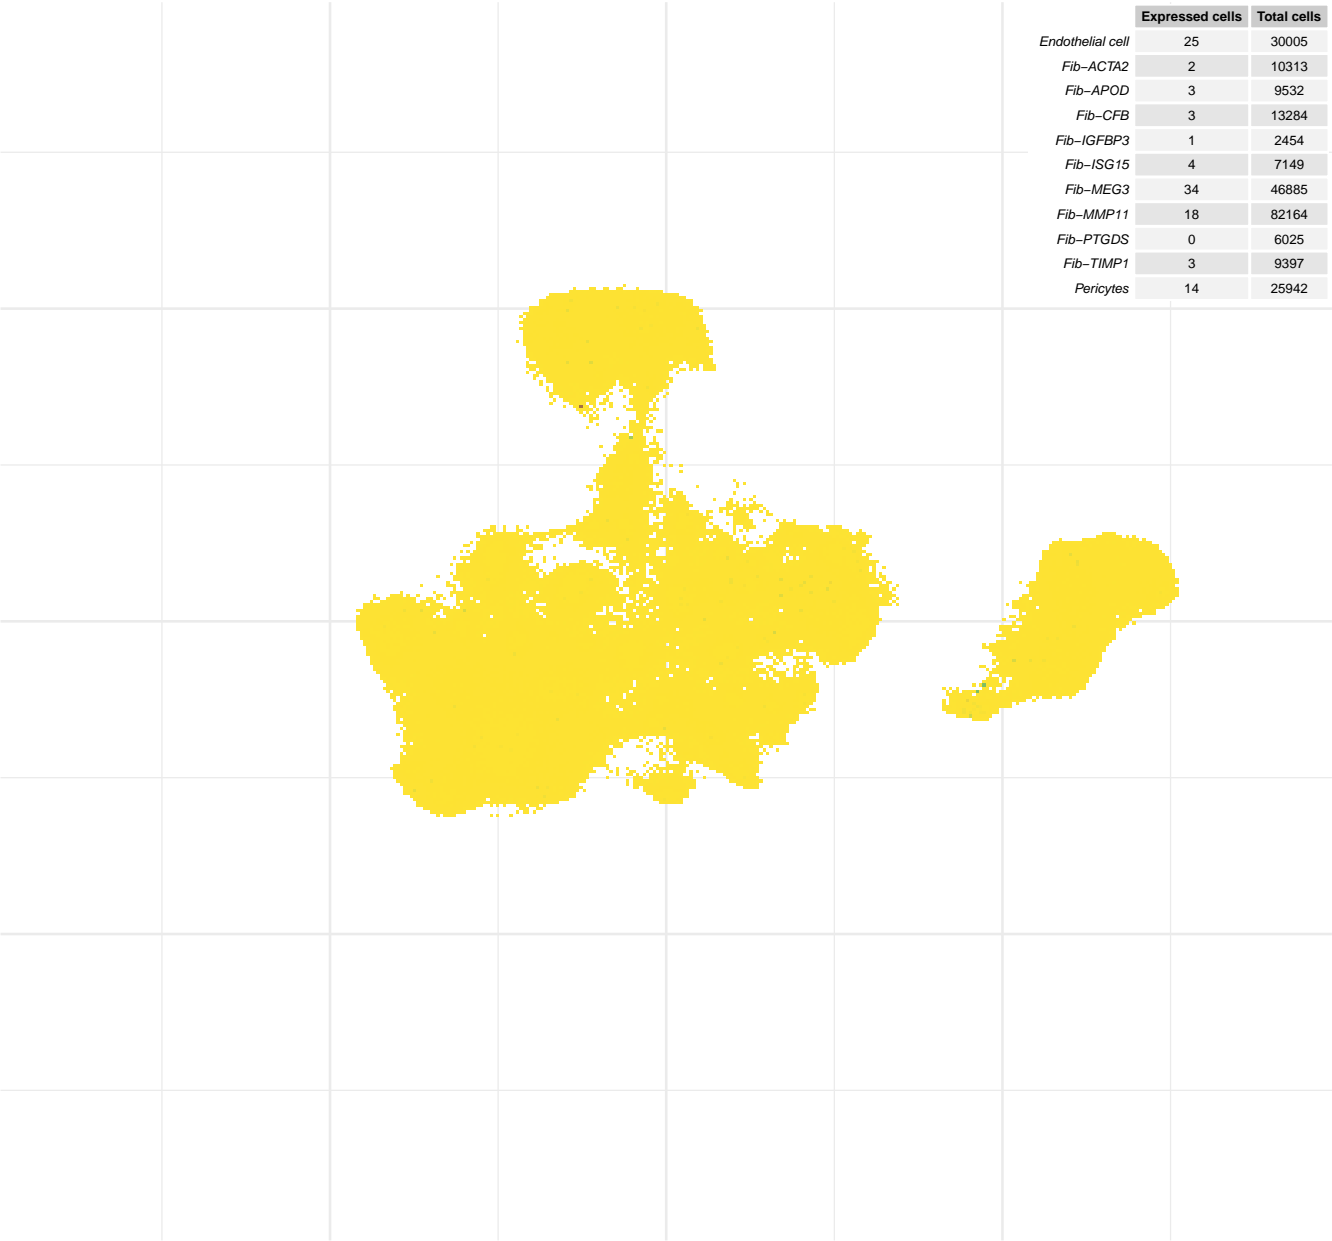 Expressed cells Total cells
Endothelial cell 25 30005
Fib−ACTA2 2 10313
Fib−APOD 3 9532
Fib−CFB 3 13284
Fib−IGFBP3 1 2454
Fib−ISG15 4 7149
Fib−MEG3 34 46885
Fib−MMP11 18 82164
Fib−PTGDS 0 6025
Fib−TIMP1 3 9397
Pericytes 14 25942